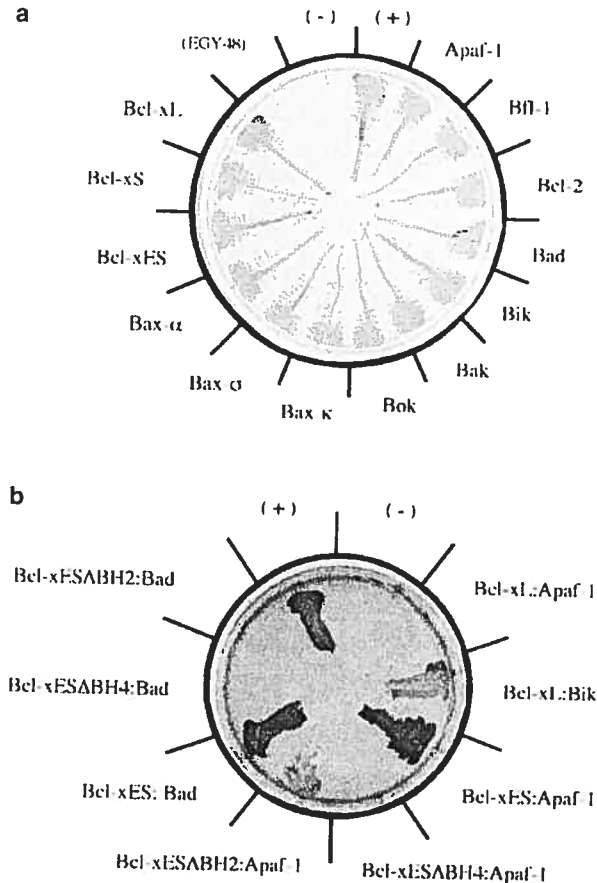 a
(-)
(+)
(EGY-48)
Apaf-1
Bcl-xL
Bfl-1
Bcl-xS
Bcl-2
Bcl-xES
Bad
Bax-α
Bik
Bax-σ
Bak
Bax κ
Bok
b
(+)
(-)
Bcl-xESΔBH2:Bad
Bcl-xL:Apaf-1
Bcl-xESΔBH4:Bad
Bcl-xL:Bik
Bcl-xES: Bad
Bcl-xES:Apaf-1
Bcl-xESΔBH2:Apaf-1
Bcl-xESΔBH4:Apaf-1